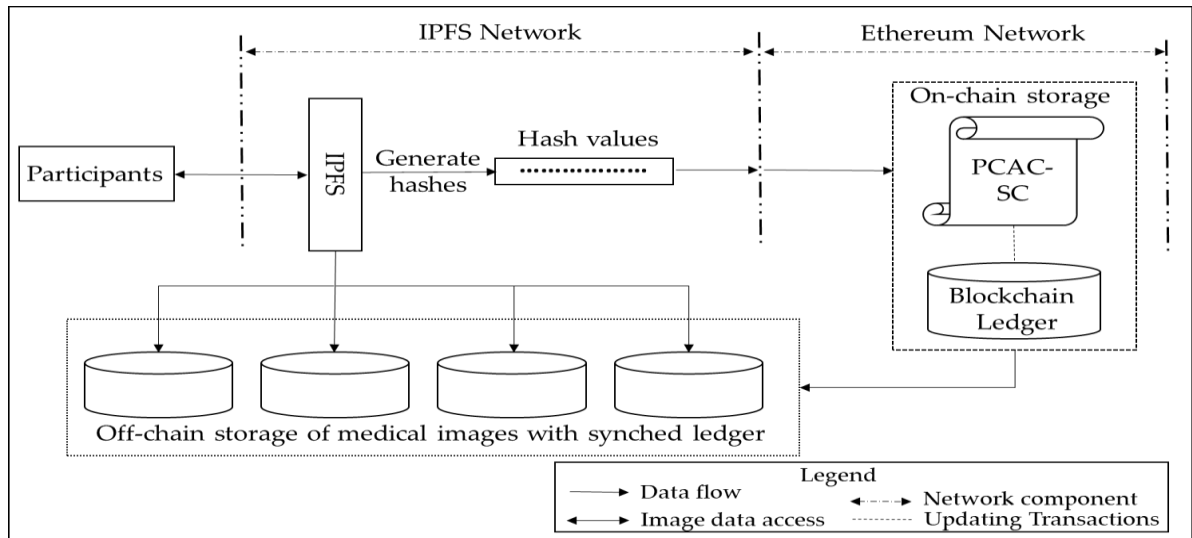 IPFS Network
Ethereum Network
On-chain storage
Participants
IPFS
Generate
hashes
Hash values
PCAC-
SC
Blockchain
Ledger
Off-chain storage of medical images with synched ledger
Legend
Data flow
Network component
Image data access
Updating Transactions